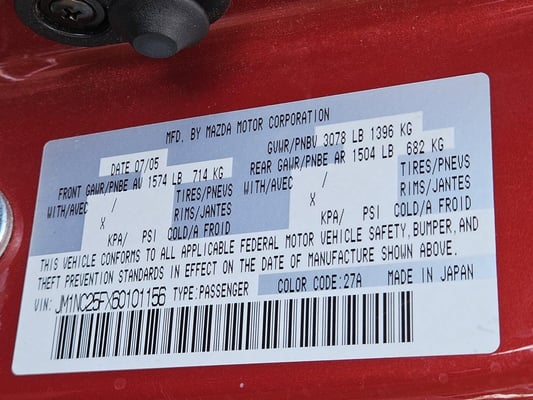 MFD. BY MAZDA MOTOR CORPORATION
DATE 07/05 GVWR/PNBV 3078 LB 1396 KG
FRONT GAWR/PNBE AV 1574 LB 714 KG REAR GAWR/PNBE AR 1504 LB 682 KG
WITH/AVEC / TIRES/PNEVS WITH/AVEC / TIRES/PNEVS
X RIMS/JANTES X RIMS/JANTES
KPA/ PSI COLD/A FROID KPA/ PSI COLD/A FROID
THIS VEHICLE CONFORMS TO ALL APPLICABLE FEDERAL MOTOR VEHICLE SAFETY, BUMPER, AND
THEFT PREVENTION STANDARDS IN EFFECT ON THE DATE OF MANUFACTURE SHOWN ABOVE.
VIN: JM1NC25FX60101156 TYPE:PASSENGER COLOR CODE:27A MADE IN JAPAN